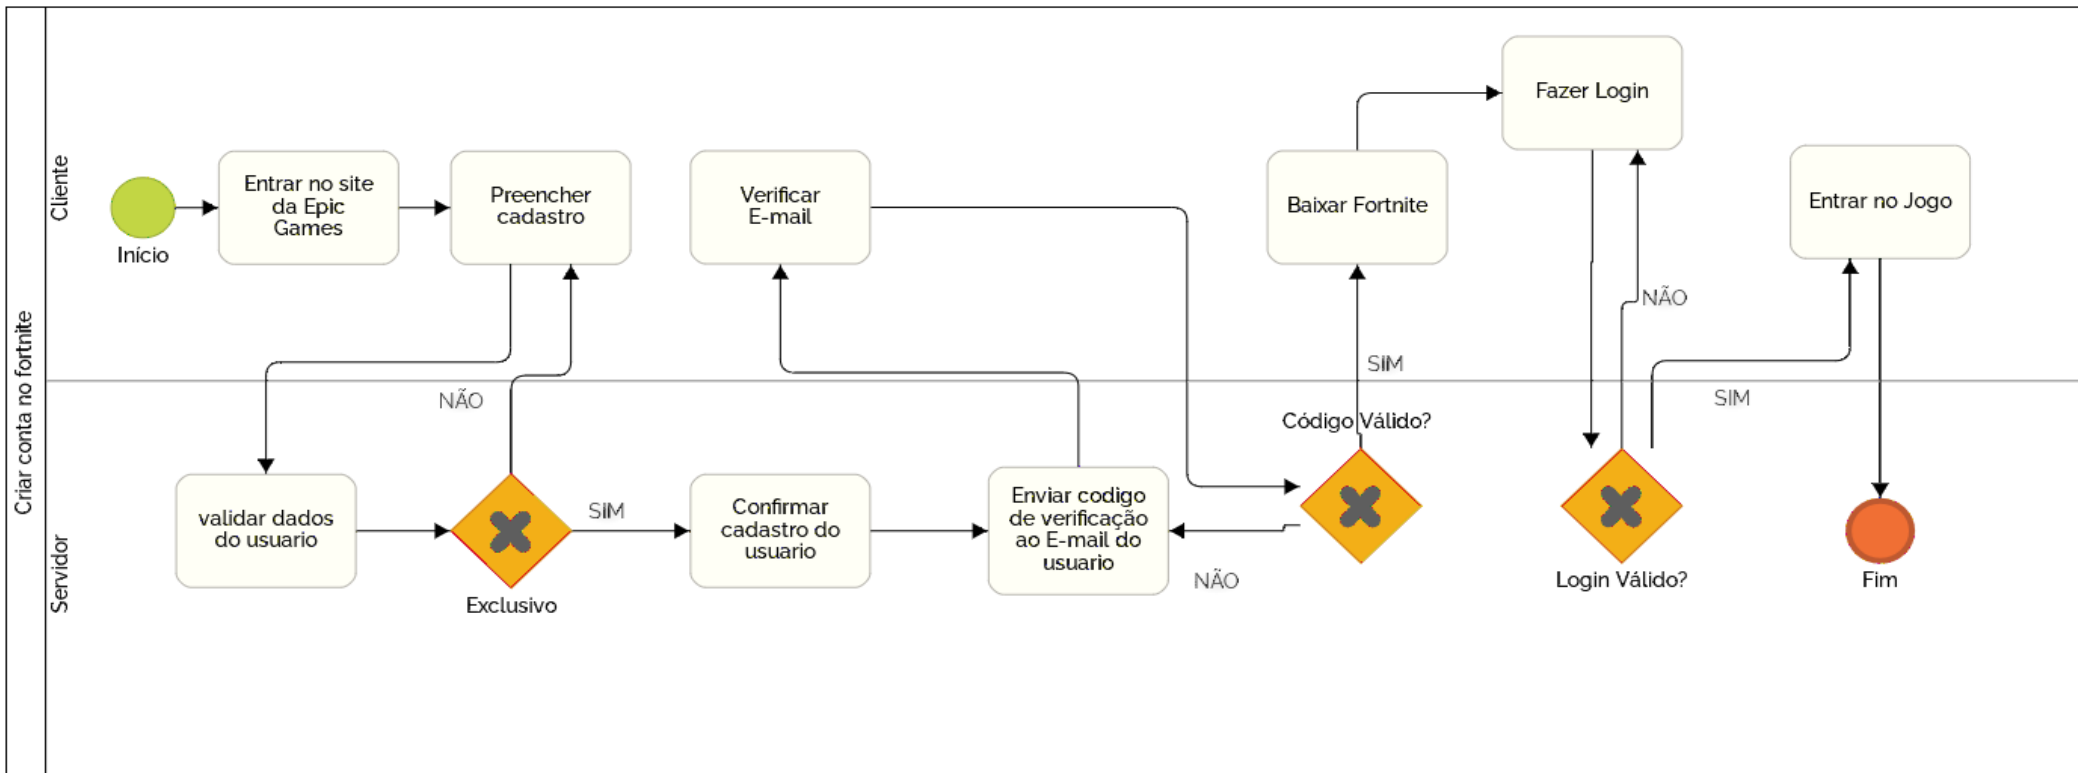 Criar conta no fortnite
Cliente
Início
Entrar no site
da Epic
Games
Preencher
cadastro
Verificar
E-mail
Baixar Fortnite
Fazer Login
Entrar no Jogo
NÃO
SIM
NÃO
SIM
Servidor
validar dados
do usuario
Exclusivo
SIM
Confirmar
cadastro do
usuario
Enviar codigo
de verificação
ao E-mail do
usuario
NÃO
Código Válido?
Login Válido?
Fim